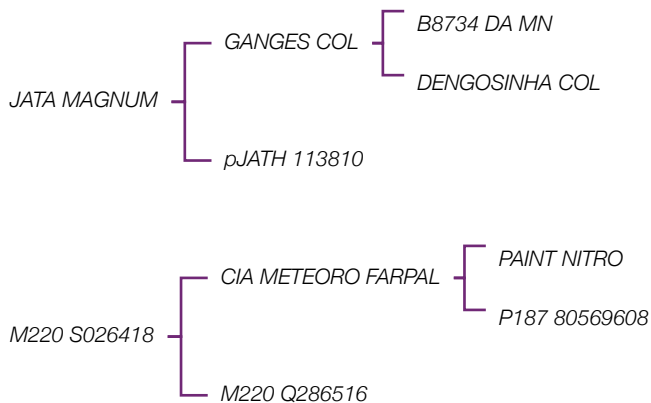 B8734 DA MN
GANGES COL
DENGOSINHA COL
JATA MAGNUM
pJATH 113810
PAINT NITRO
CIA METEORO FARPAL
P187 80569608
M220 S026418
M220 Q286516